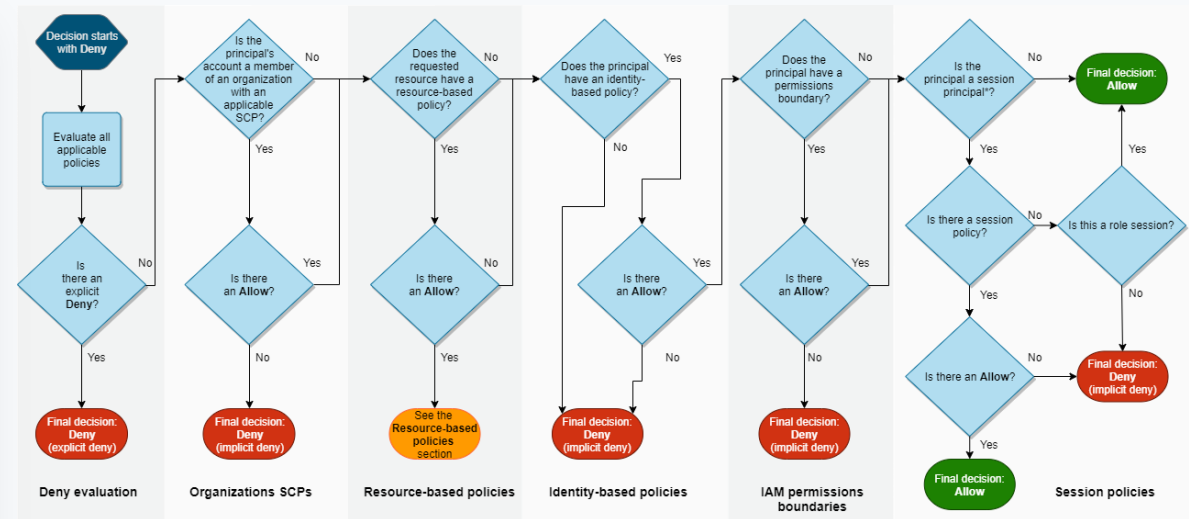 Decision starts
with Deny
Evaluate all
applicable
policies
Is
there an
explicit
Deny?
No
Yes
Final decision:
Deny
(explicit deny)
Deny evaluation
Is the
principal's
account a member
of an organization
with an
applicable
SCP?
No
Yes
Is there
an Allow?
Yes
No
Final decision:
Deny
(implicit deny)
Organizations SCPs
Does the
requested
resource have a
resource-based
policy?
No
Yes
Is there
an Allow?
No
Yes
See the
Resource-based
policies
section
Resource-based policies
Does the principal
have an identity-
based policy?
Yes
No
Is there
an Allow?
Yes
No
Final decision:
Deny
(implicit deny)
Identity-based policies
Does the
principal have a
permissions
boundary?
No
Yes
Is there
an Allow?
Yes
No
Final decision:
Deny
(implicit deny)
IAM permissions
boundaries
Is the
principal a session
principal*?
No
Final decision:
Allow
Yes
Yes
Is there a session
policy?
No
Is this a role session?
Yes
No
Is there an Allow?
No
Final decision:
Deny
(implicit deny)
Yes
Final decision:
Allow
Session policies